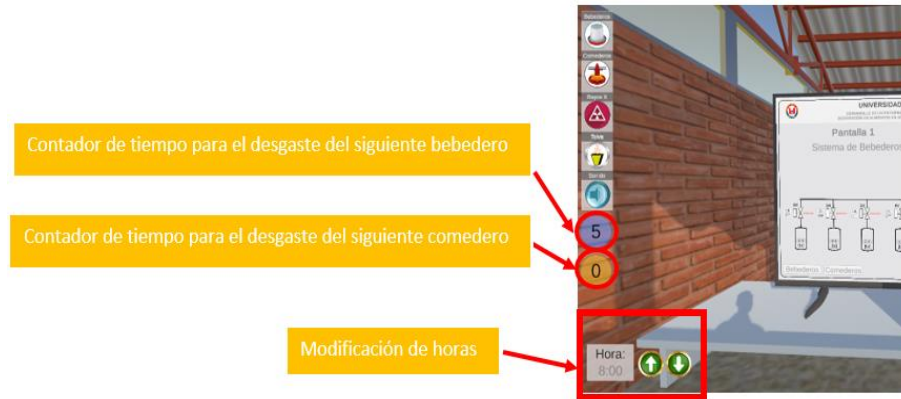 Bebederos
Comederos
Rayos X
Tolva
Sonido
UNIVERSIDAD
Pantalla 1
Sistema de Bebederos
Contador de tiempo para el desgaste del siguiente bebedero
5
Contador de tiempo para el desgaste del siguiente comedero
0
Bebederos Comederos
Modificación de horas
Hora:
8:00